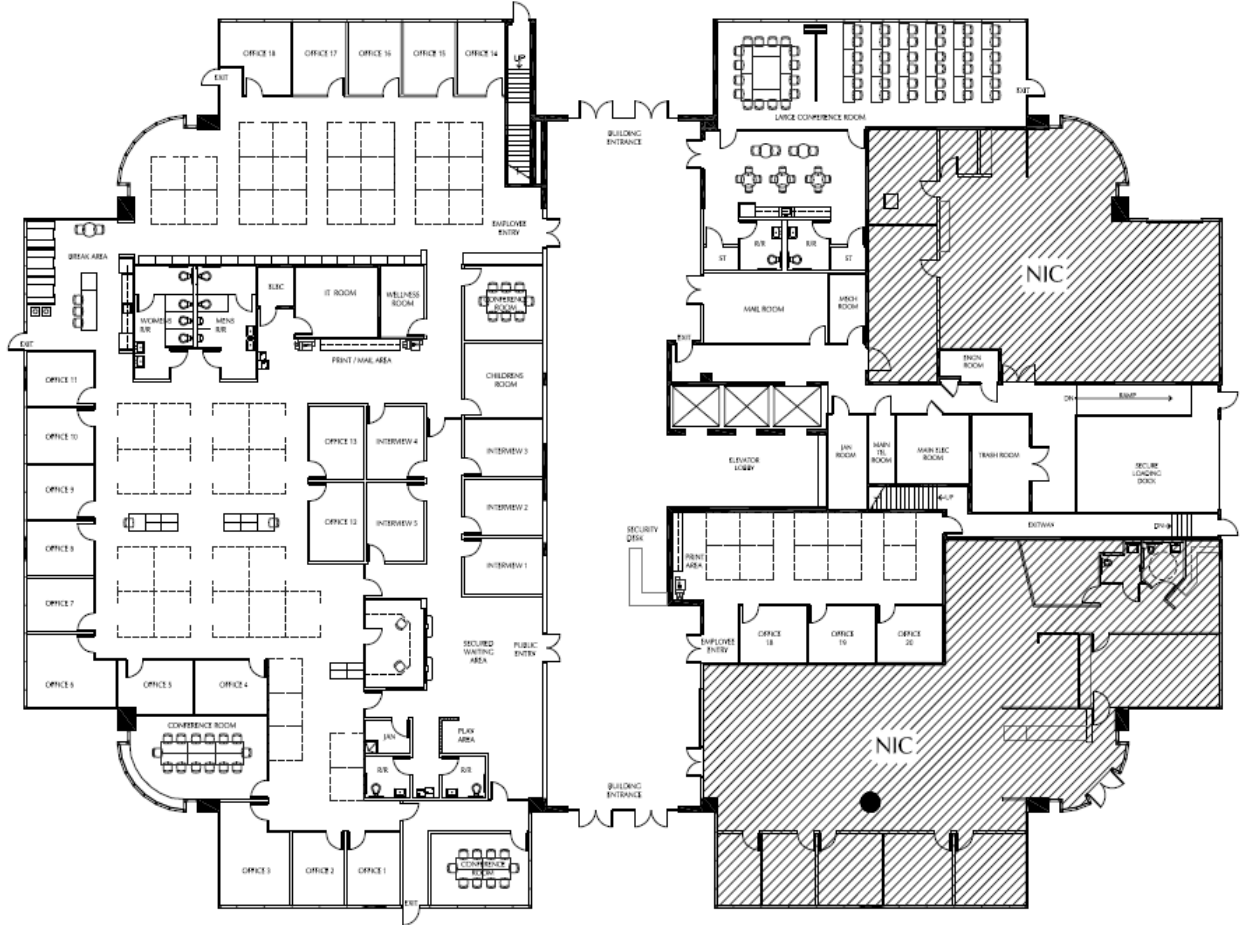 OFFICE 18
OFFICE 17
OFFICE 16
OFFICE 15
OFFICE 14
UP
EXIT
EXIT
LARGE CONFERENCE ROOM
BUILDING
ENTRANCE
EMPLOYEE
ENTRY
BREAK AREA
R/R
R/R
ST
ST
NIC
ELEC
IT ROOM
WELLNESS
ROOM
CONFERENCE
ROOM
MAIL ROOM
MECH
ROOM
WOMENS
R/R
MENS
R/R
EXIT
EXIT
PRINT / MAIL AREA
OFFICE 11
CHILDRENS
ROOM
DN
RAMP
OFFICE 10
OFFICE 13
INTERVIEW 4
INTERVIEW 3
ELEVATOR
LOBBY
JAN
ROOM
MAIN
TEL
ROOM
MAIN ELEC
ROOM
TRASH ROOM
SECURE
LOADING
DOCK
OFFICE 9
UP
OFFICE 12
INTERVIEW 5
INTERVIEW 2
SECURITY
DESK
EXITWAY
DN
OFFICE 8
PRINT
AREA
INTERVIEW 1
OFFICE 7
SECURED
WAITING
AREA
PUBLIC
ENTRY
EMPLOYEE
ENTRY
OFFICE
18
OFFICE
19
OFFICE
20
OFFICE 6
OFFICE 5
OFFICE 4
CONFERENCE ROOM
JAN
PLAY
AREA
NIC
R/R
R/R
BUILDING
ENTRANCE
OFFICE 3
OFFICE 2
OFFICE 1
CONFERENCE
ROOM
EXIT